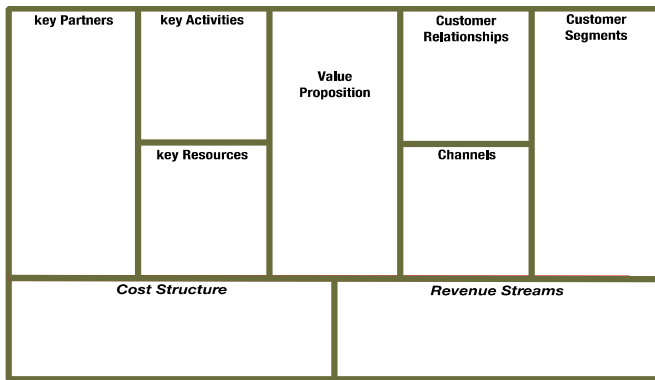 key Partners
key Activities
Value
Proposition
Customer
Relationships
Customer
Segments
key Resources
Channels
Cost Structure
Revenue Streams